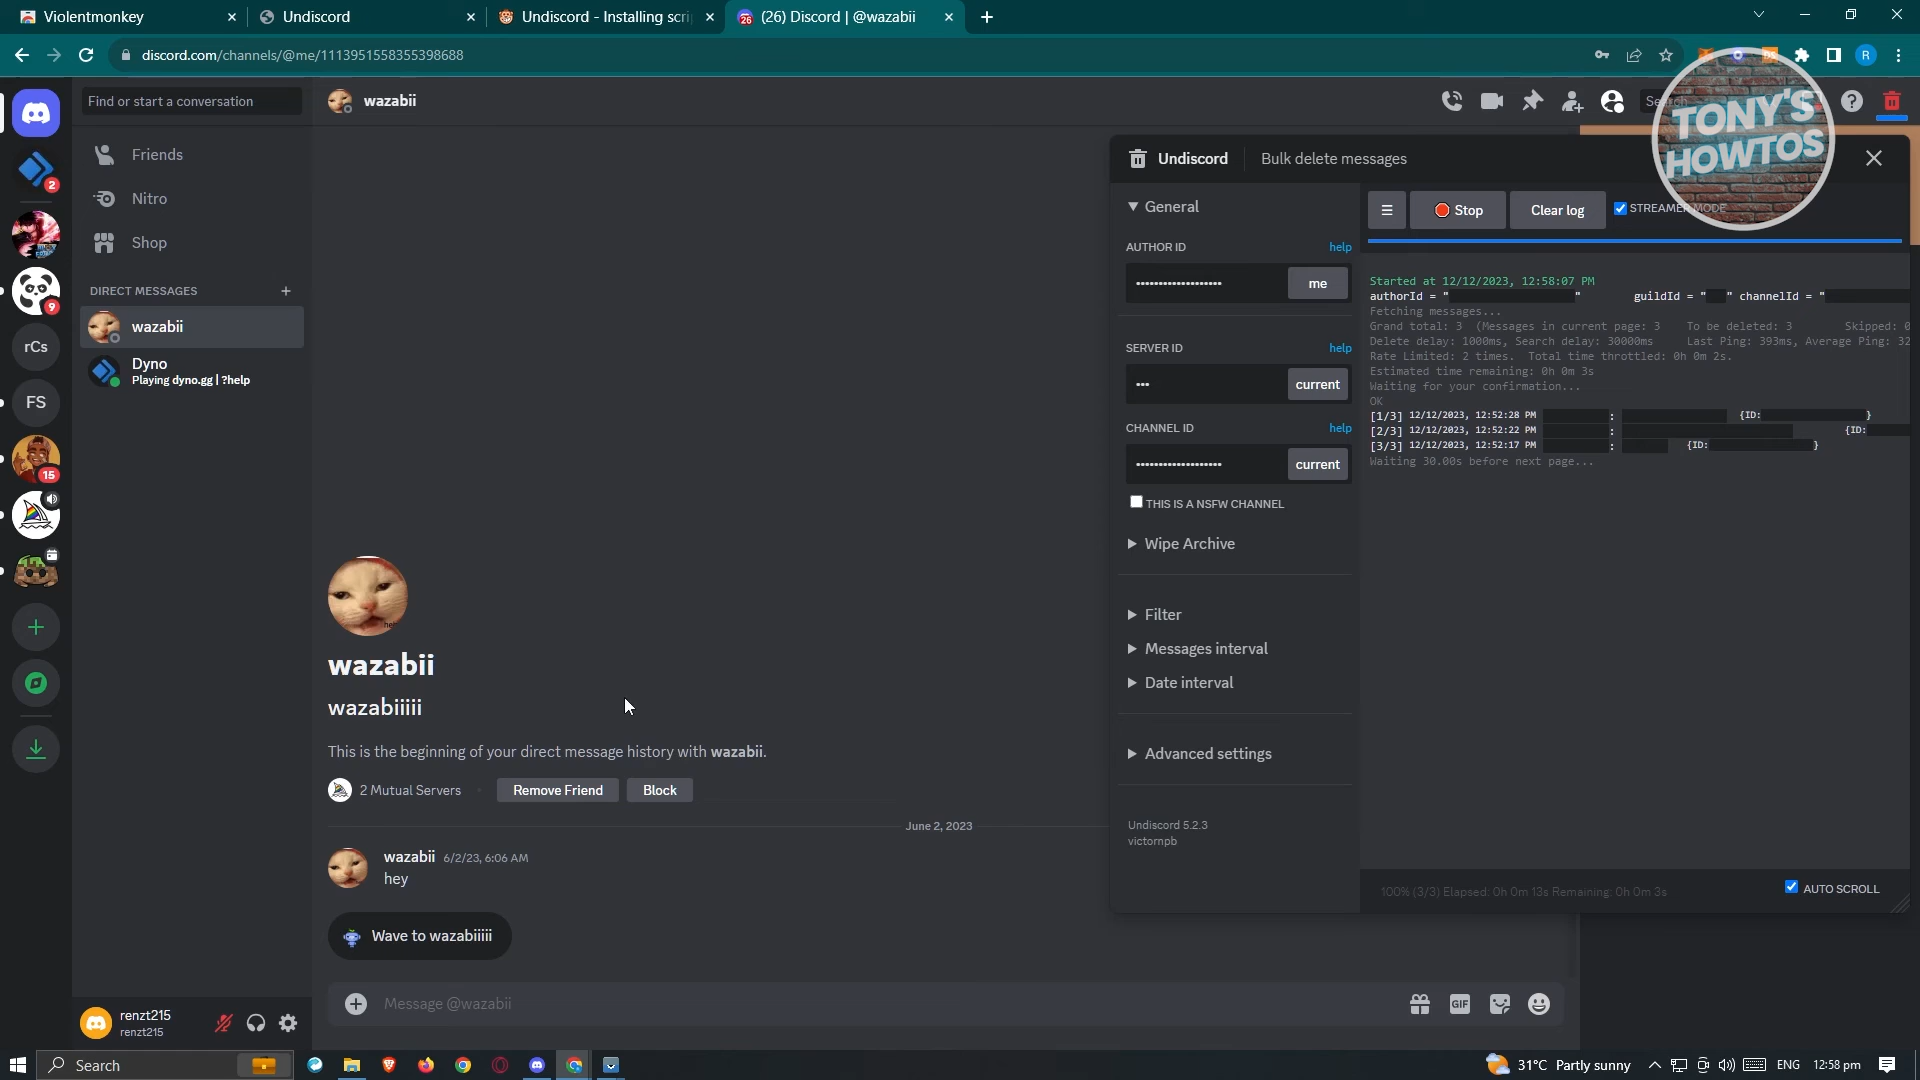 Violentmonkey
Undiscord
Undiscord - Installing scri
(26) Discord | @wazabii
discord.com/channels/@me/1113951558355398688
R
Find or start a conversation
wazabii
TONY'S
HOWTOS
Friends
Nitro
Shop
DIRECT MESSAGES
wazabii
Dyno
Playing dyno.gg | ?help
2
9
rCs
FS
15
Undiscord
Bulk delete messages
General
AUTHOR ID
help
me
SERVER ID
help
current
CHANNEL ID
help
current
THIS IS A NSFW CHANNEL
Wipe Archive
Filter
Messages interval
Date interval
Advanced settings
Undiscord 5.2.3
victornpb
Stop
Clear log
STREAMER MODE
Started at 12/12/2023, 12:58:07 PM
authorId = " " guildId = " " channelId = "
Fetching messages...
Grand total: 3 (Messages in current page: 3 To be deleted: 3 Skipped: 0
Delete delay: 1000ms, Search delay: 30000ms Last Ping: 393ms, Average Ping: 32
Rate Limited: 2 times. Total time throttled: 0h 0m 2s.
Estimated time remaining: 0h 0m 3s
Waiting for your confirmation...
OK
[1/3] 12/12/2023, 12:52:28 PM : {ID: }
[2/3] 12/12/2023, 12:52:22 PM : {ID:
[3/3] 12/12/2023, 12:52:17 PM : {ID: }
Waiting 30.00s before next page...
100% (3/3) Elapsed: 0h 0m 13s Remaining: 0h 0m 3s
AUTO SCROLL
wazabii
wazabiiiii
This is the beginning of your direct message history with wazabii.
2 Mutual Servers
Remove Friend
Block
June 2, 2023
wazabii 6/2/23, 6:06 AM
hey
Wave to wazabiiiii
Message @wazabii
GIF
renzt215
renzt215
Search
31°C Partly sunny
ENG
12:58 pm